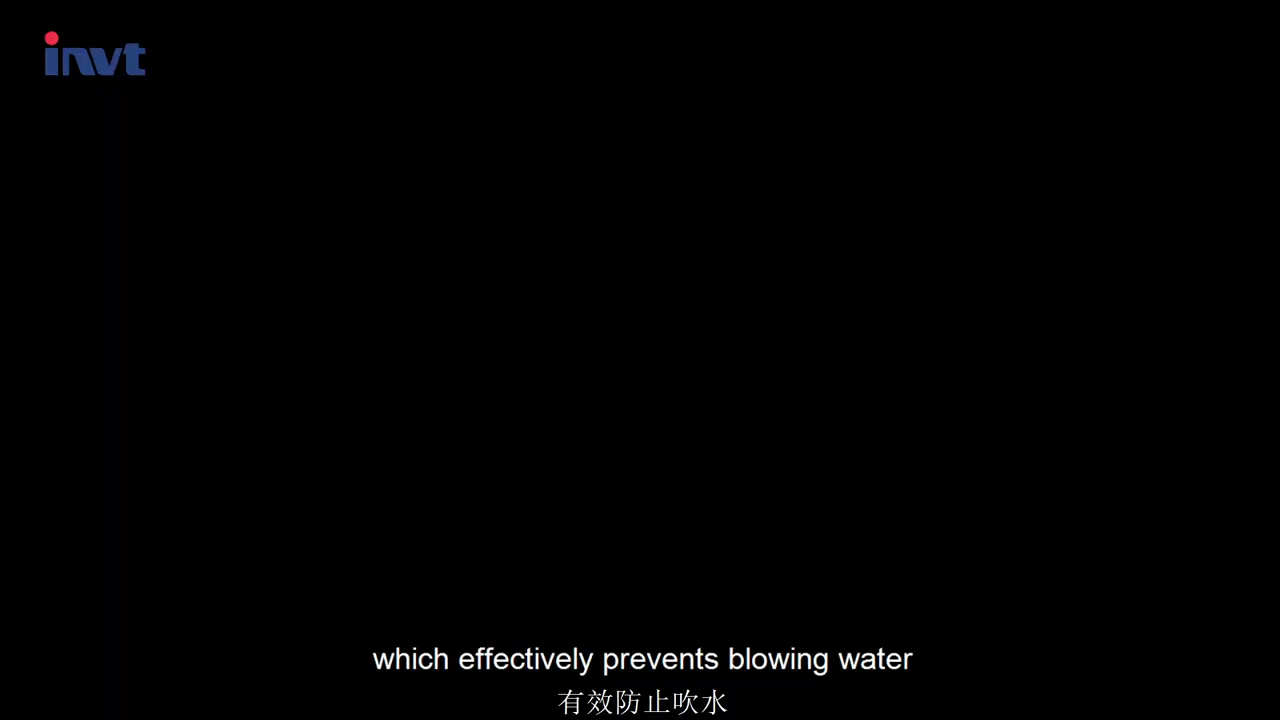 invt
which effectively prevents blowing water
有效防止吹水